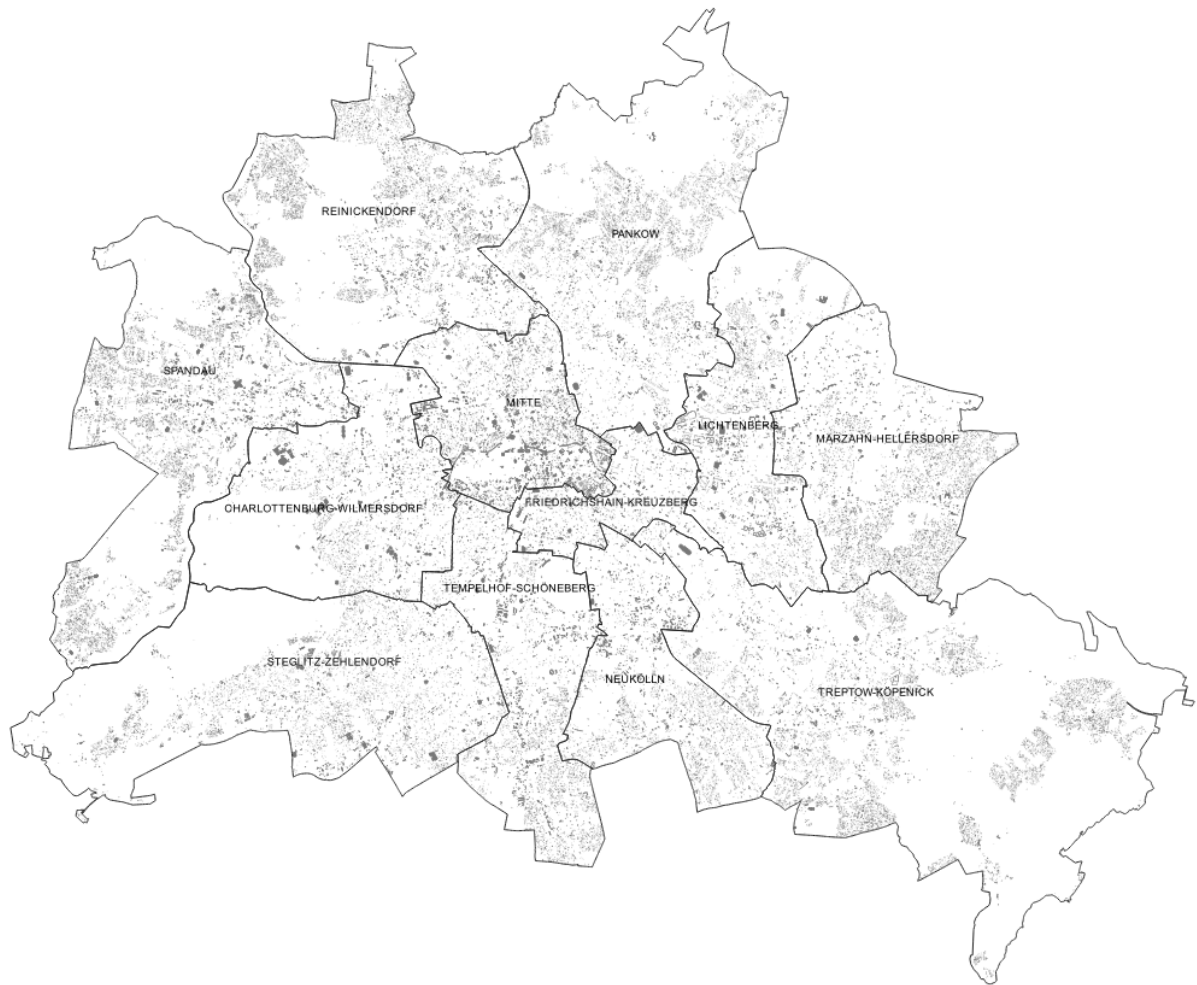 REINICKENDORF
PANKOW
SPANDAU
MITTE
LICHTENBERG
MARZAHN-HELLERSDORF
CHARLOTTENBURG-WILMERSDORF
FRIEDRICHSHAIN-KREUZBERG
TEMPELHOF-SCHÖNEBERG
STEGLITZ-ZEHLENDORF
NEUKÖLLN
TREPTOW-KÖPENICK